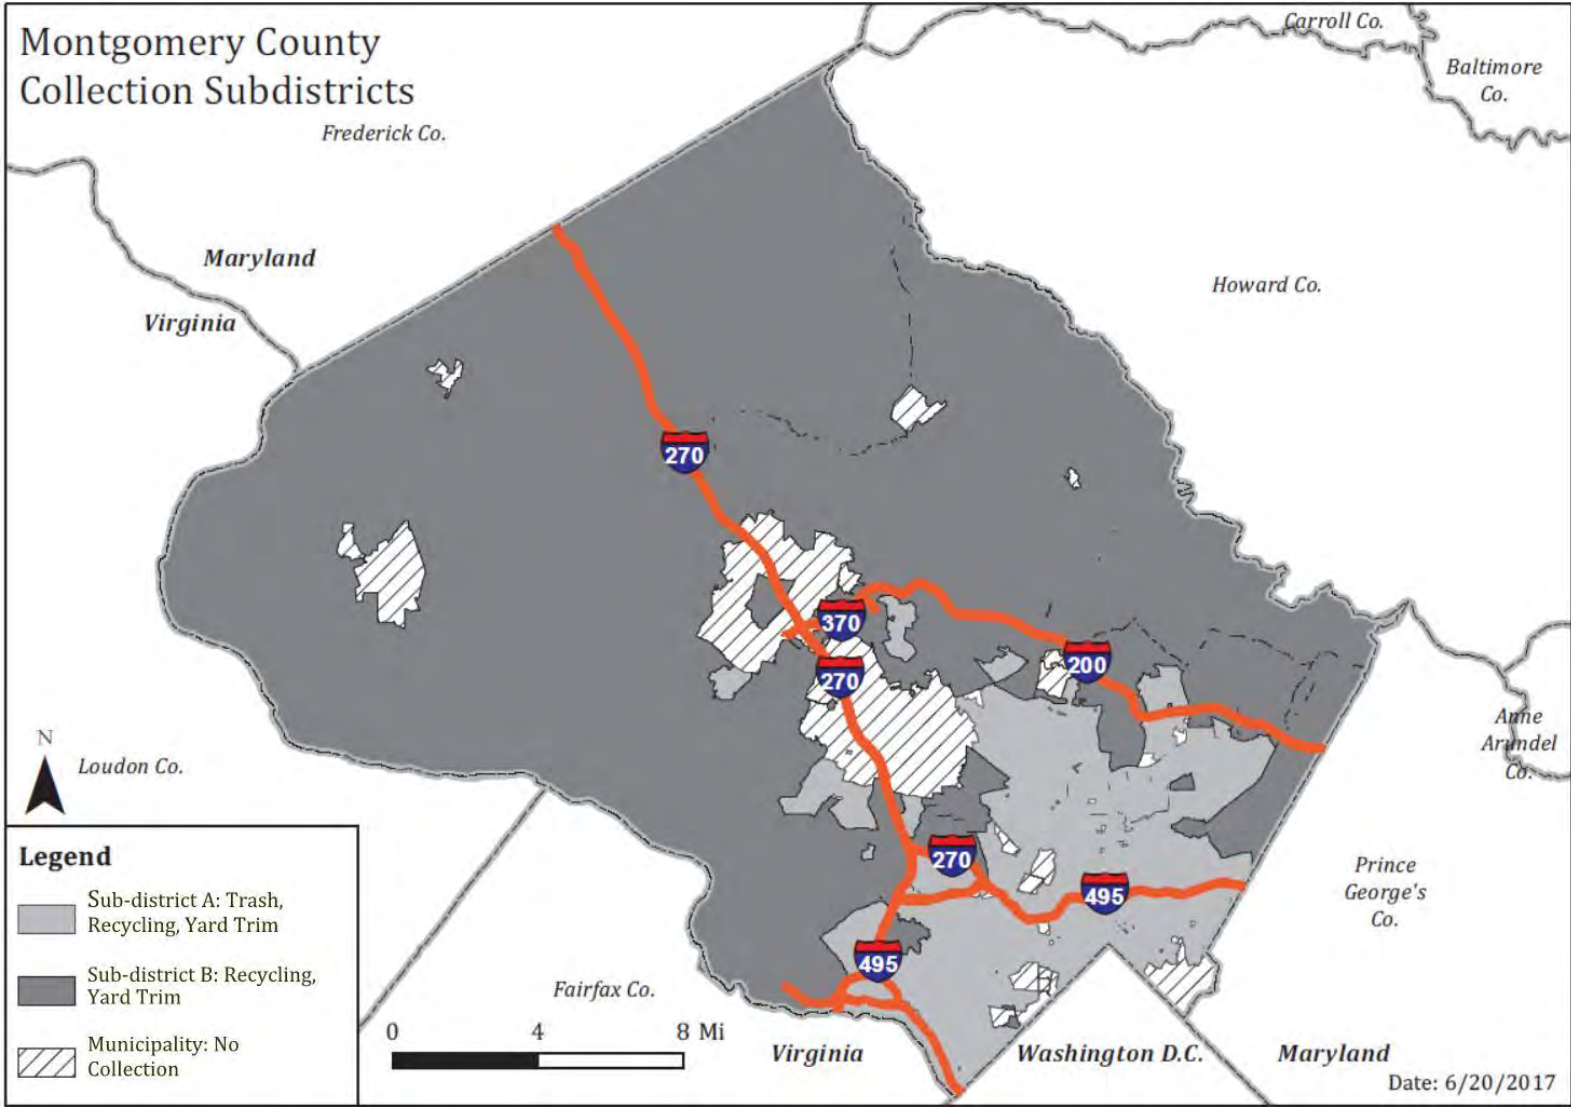 Montgomery County
Collection Subdistricts
Carroll Co.
Baltimore
Co.
Frederick Co.
Maryland
Virginia
Howard Co.
270
370
270
200
N
Loudon Co.
Anne
Arundel
Co.
Legend
Sub-district A: Trash,
Recycling, Yard Trim
Sub-district B: Recycling,
Yard Trim
Municipality: No
Collection
270
495
Prince
George's
Co.
495
Fairfax Co.
0 4 8 Mi
Virginia
Washington D.C.
Maryland
Date: 6/20/2017